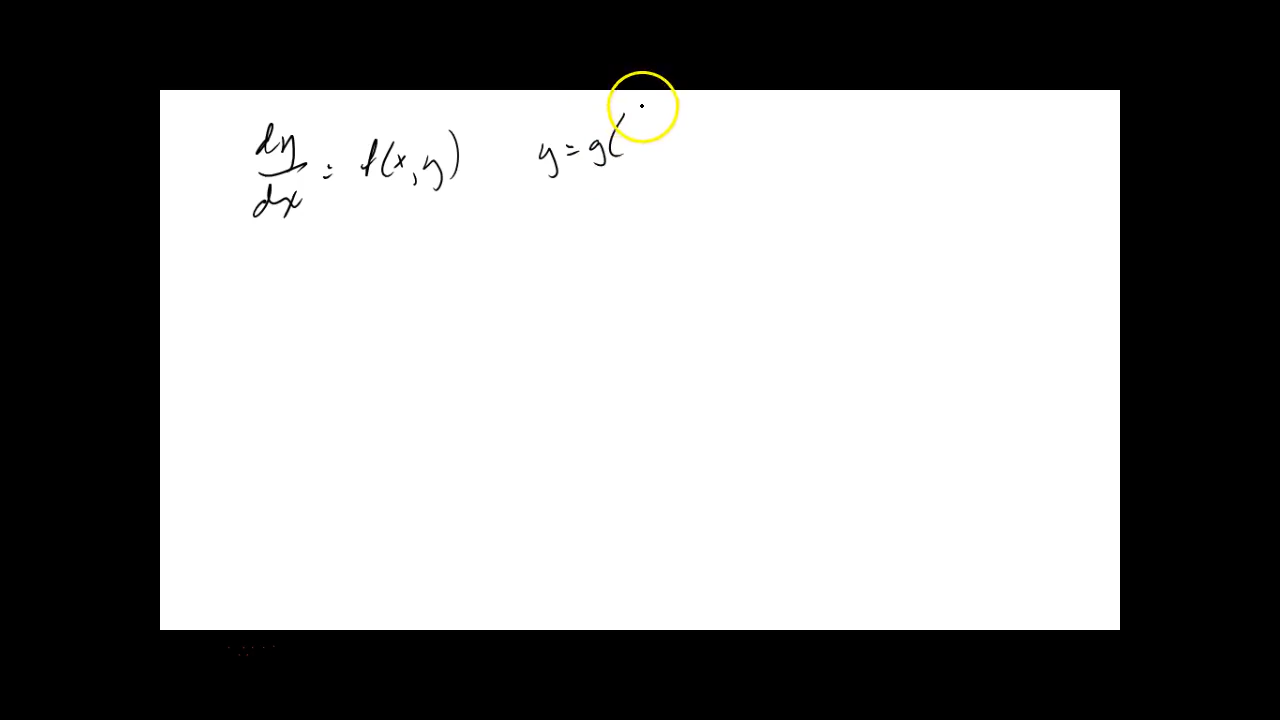 dy/dx = f(x, y) y = g(